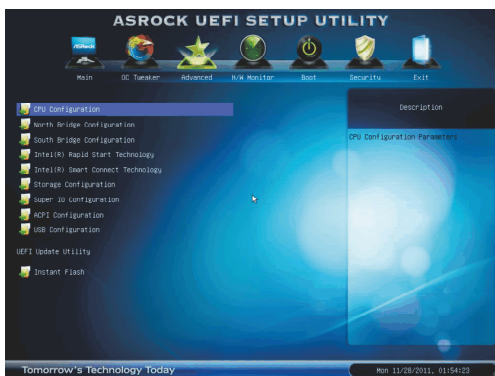 ASROCK UEFI SETUP UTILITY
ASRock
Main
OC Tweaker
Advanced
H/W Monitor
Boot
Security
Exit
CPU Configuration
North Bridge Configuration
South Bridge Configuration
Intel(R) Rapid Start Technology
Intel(R) Smart Connect Technology
Storage Configuration
Super IO Configuration
ACPI Configuration
USB Configuration
UEFI Update Utility
Instant Flash
Description
CPU Configuration Parameters
Tomorrow's Technology Today
Mon 11/28/2011, 01:54:23